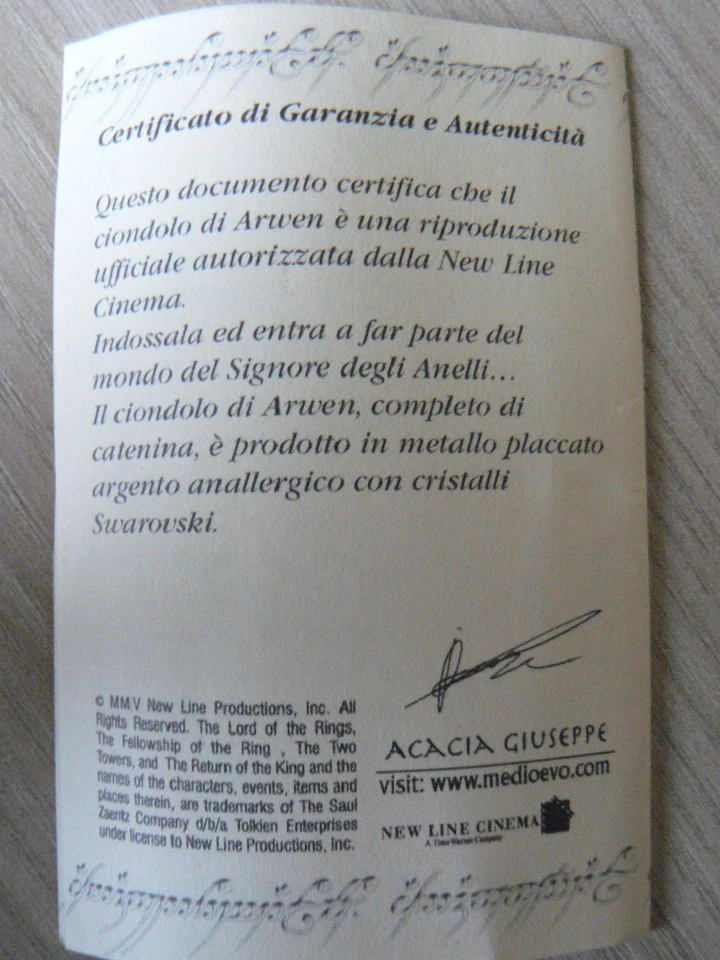 Certificato di Garanzia e Autenticità
Questo documento certifica che il
ciondolo di Arwen è una riproduzione
ufficiale autorizzata dalla New Line
Cinema.
Indossala ed entra a far parte del
mondo del Signore degli Anelli...
Il ciondolo di Arwen, completo di
catenina, è prodotto in metallo placcato
argento anallergico con cristalli
Swarovski.
© MMV New Line Productions, Inc. All
Rights Reserved. The Lord of the Rings,
The Fellowship of the Ring , The Two
Towers, and The Return of the King and the
names of the characters, events, items and
places therein, are trademarks of The Saul
Zaentz Company d/b/a Tolkien Enterprises
under license to New Line Productions, Inc.
ACACIA GIUSEPPE
visit: www.medioevo.com
NEW LINE CINEMA
A Time Warner Company